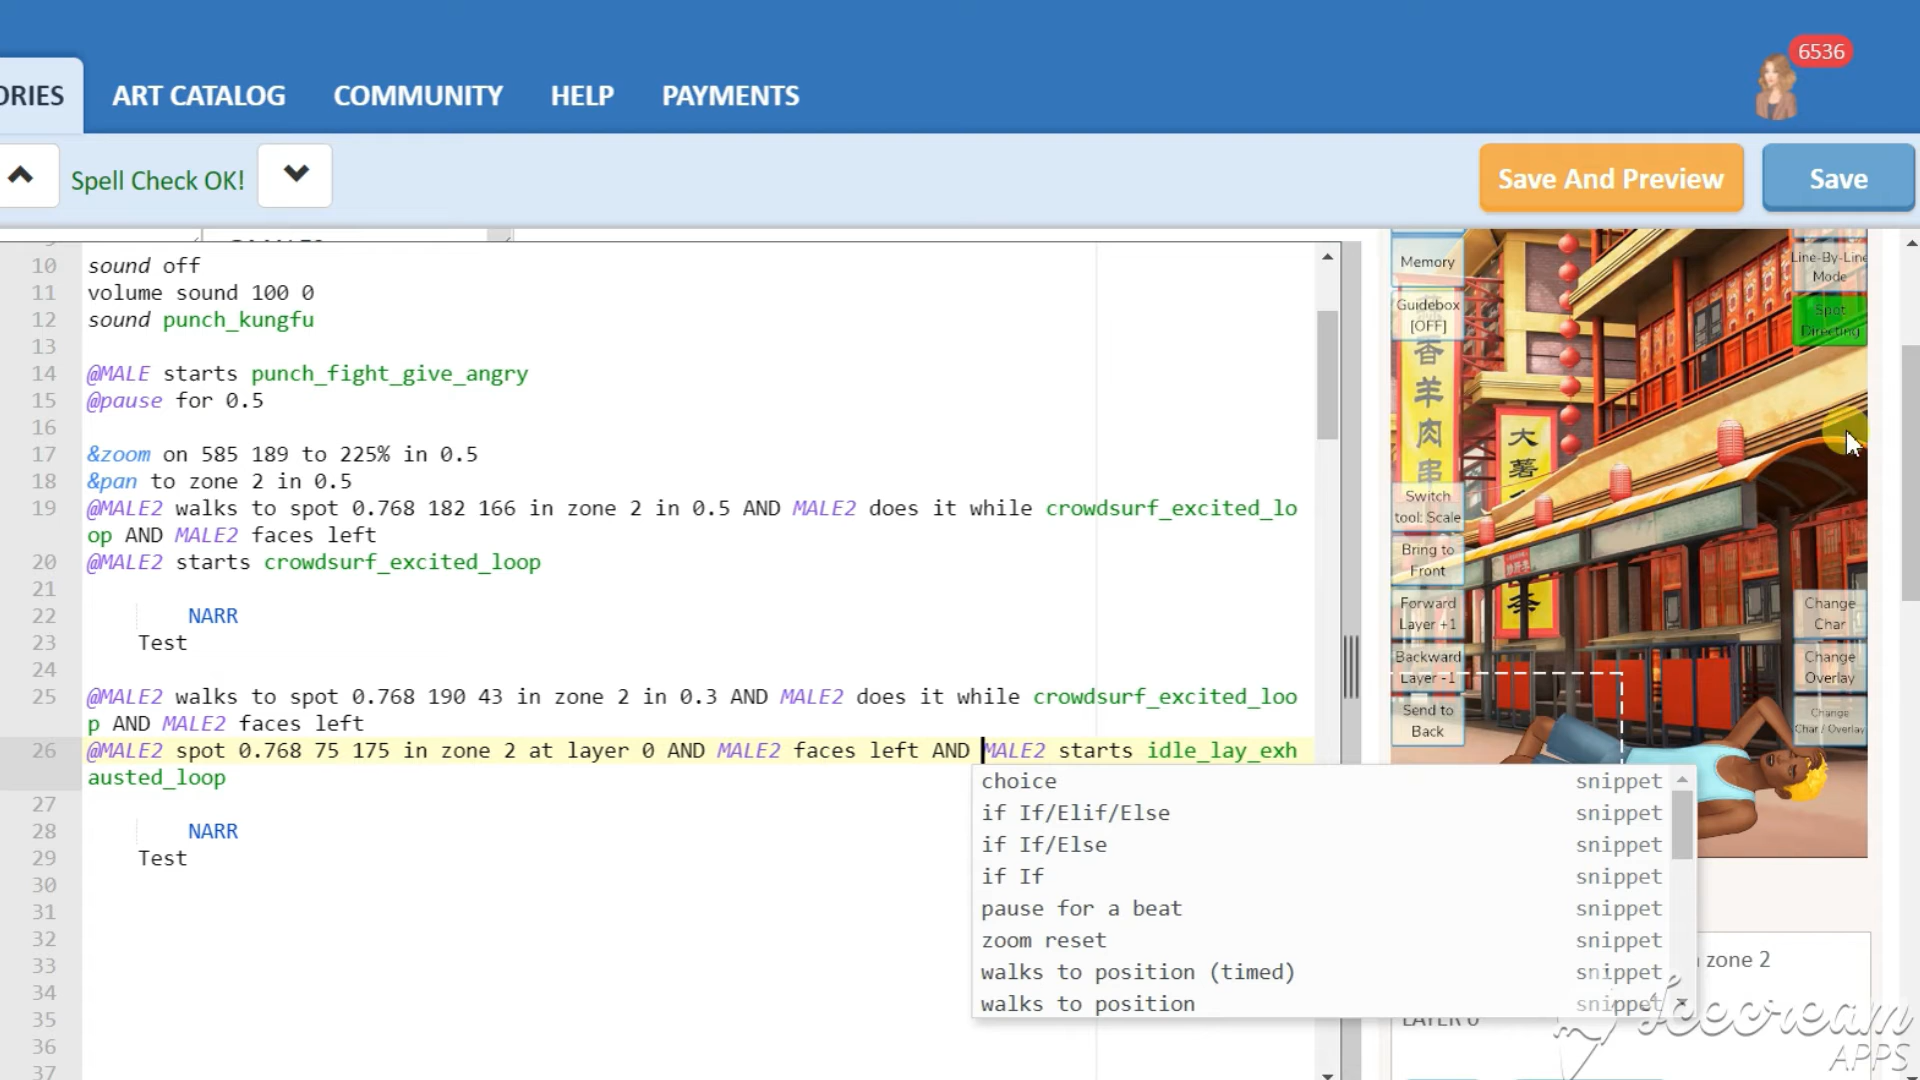 6536
ORIES
ART CATALOG
COMMUNITY
HELP
PAYMENTS
Spell Check OK!
Save And Preview
Save
10 sound off
11 volume sound 100 0
12 sound punch_kungfu
13
14 @MALE starts punch_fight_give_angry
15 @pause for 0.5
16
17 &zoom on 585 189 to 225% in 0.5
18 &pan to zone 2 in 0.5
19 @MALE2 walks to spot 0.768 182 166 in zone 2 in 0.5 AND MALE2 does it while crowdsurf_excited_lo
op AND MALE2 faces left
20 @MALE2 starts crowdsurf_excited_loop
21
22 NARR
23 Test
24
25 @MALE2 walks to spot 0.768 190 43 in zone 2 in 0.3 AND MALE2 does it while crowdsurf_excited_loo
p AND MALE2 faces left
26 @MALE2 spot 0.768 75 175 in zone 2 at layer 0 AND MALE2 faces left AND MALE2 starts idle_lay_exh
austed_loop
27
28 NARR
29 Test
30
31
32
33
34
35
36
37
choice snippet
if If/Elif/Else snippet
if If/Else snippet
if If snippet
pause for a beat snippet
zoom reset snippet
walks to position (timed) snippet
walks to position snippet
Memory
Guidebox
[OFF]
Line-By-Line
Mode
Spot
Directing
香
羊
肉
串
大
薯
Switch
tool: Scale
Bring to
Front
Forward
Layer +1
Backward
Layer -1
Send to
Back
Change
Char
Change
Overlay
Change
Char / Overlay
zone 2
LAYER 0
Icecream
APPS